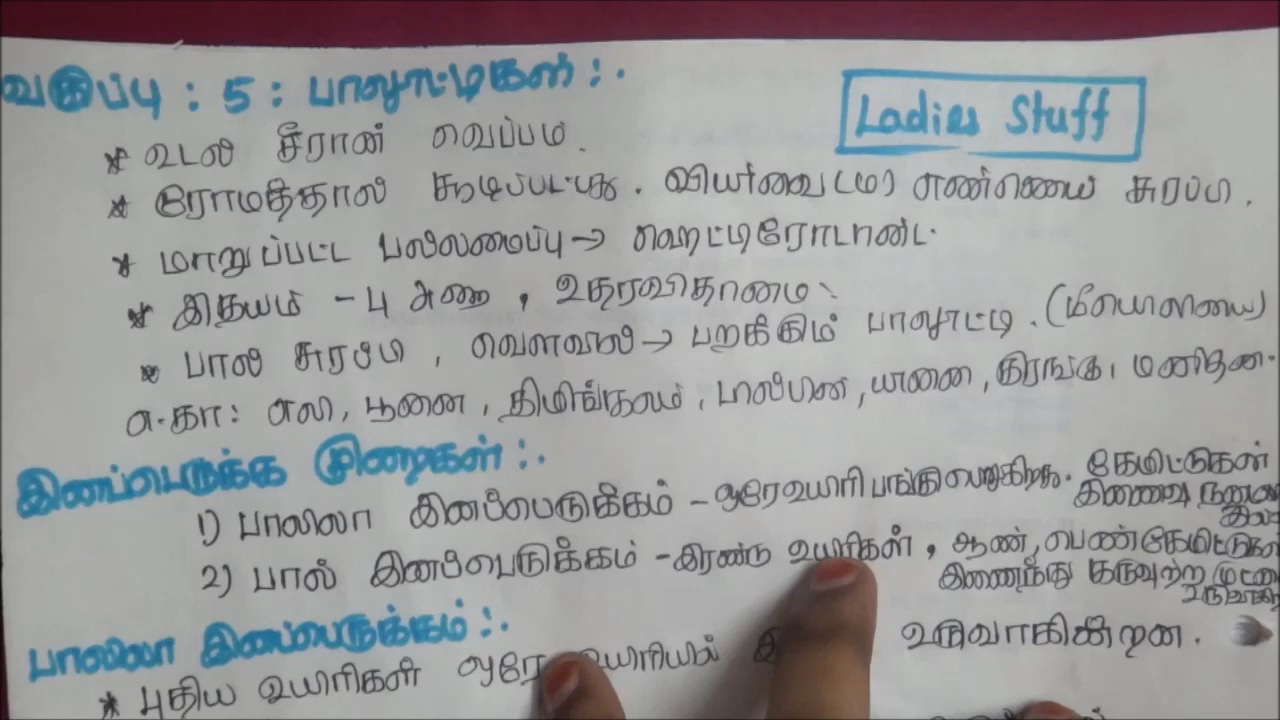 வகுப்பு : 5 : பாலூட்டிகள் :.
Ladies Stuff
* உடல் சீரான வெப்பம்.
* ரோமத்தால் மூடப்பட்டது. வியர்வை மற்றும் எண்ணெய் சுரப்பி.
* மாறுபட்ட பல்லமைப்பு → ஹெட்டிரோடாண்ட்.
* இதயம் - 4 அறை, உதரவிதானம்
* பால் சுரப்பி, வெளவால் → பறக்கும் பாலூட்டி. (மீயொலியை)
எ.கா: எலி, பூனை, திமிங்கலம், டால்பின், யானை, குரங்கு, மனிதன்.
இனப்பெருக்க முறைகள் :.
1) பாலிலா இனப்பெருக்கம் - ஒரே உயிரி பங்கு பெறுகிறது. கேமிட்டுகள்
இணைவு
2) பால் இனப்பெருக்கம் - இரண்டு உயிரிகள், ஆண், பெண் கேமிட்டுகள்
இணைந்து கருவுற்ற முட்டை
பாலிலா இனப்பெருக்கம் :.
* புதிய உயிரிகள் ஒரே உயிரியில் உருவாகின்றன.